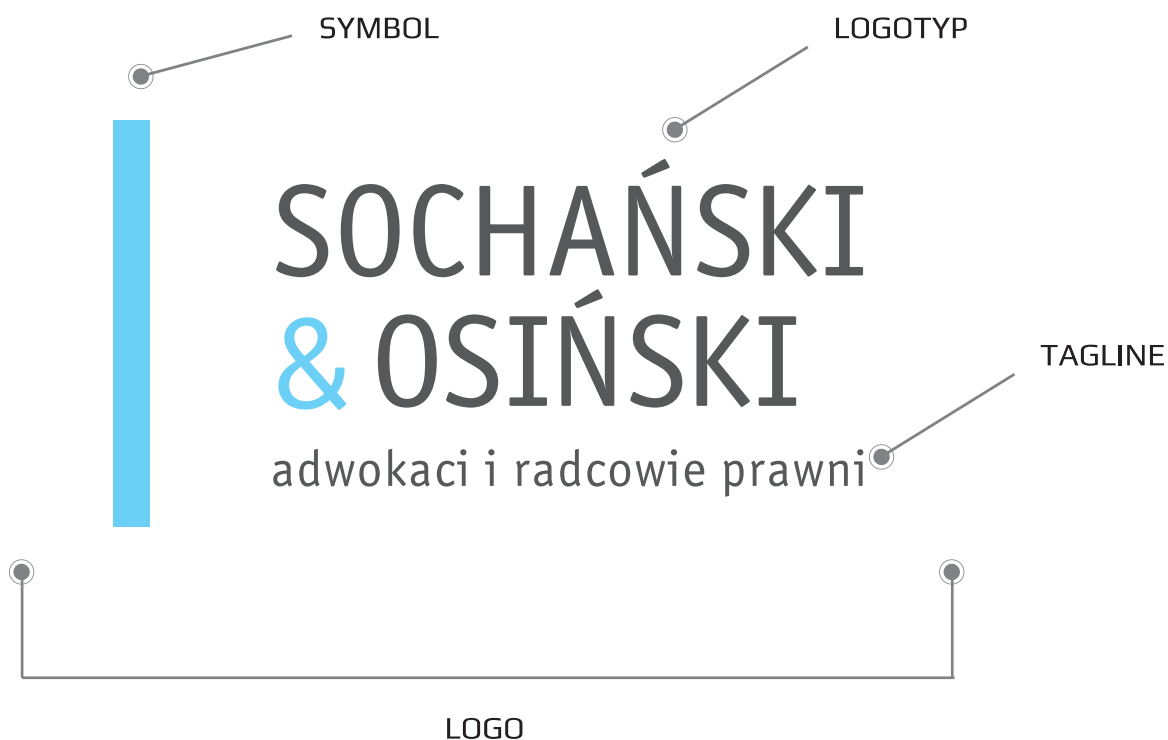 SYMBOL
LOGOTYP
SOCHAŃSKI
& OSIŃSKI
TAGLINE
adwokaci i radcowie prawni
LOGO